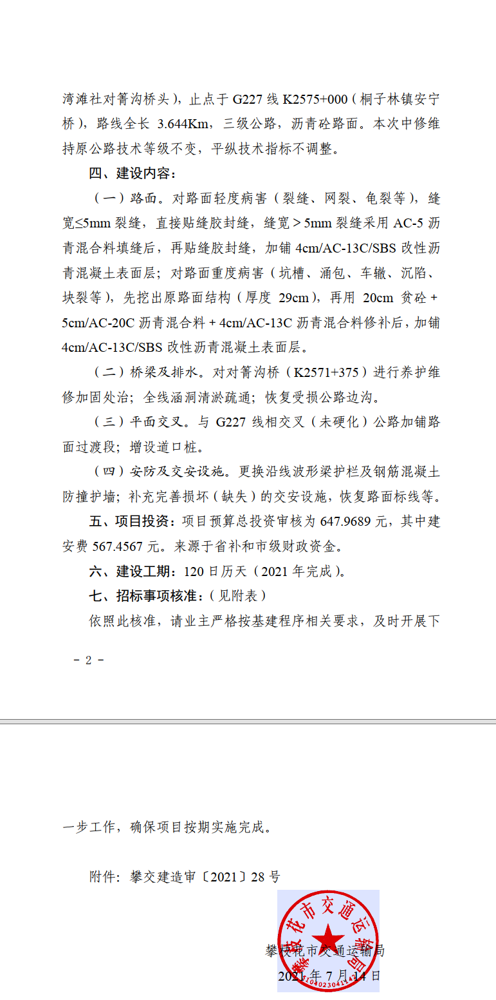 湾滩社对箐沟桥头），止点于 G227 线 K2575+000（桐子林镇安宁
桥），路线全长 3.644Km，三级公路，沥青砼路面。本次中修维
持原公路技术等级不变，平纵技术指标不调整。
四、建设内容：
（一）路面。对路面轻度病害（裂缝、网裂、龟裂等），缝
宽≤5mm 裂缝，直接贴缝胶封缝，缝宽＞5mm 裂缝采用 AC-5 沥
青混合料填缝后，再贴缝胶封缝，加铺 4cm/AC-13C/SBS 改性沥
青混凝土表面层；对路面重度病害（坑槽、涌包、车辙、沉陷、
块裂等），先挖出原路面结构（厚度 29cm），再用 20cm 贫砼＋
5cm/AC-20C 沥青混合料＋4cm/AC-13C 沥青混合料修补后，加铺
4cm/AC-13C/SBS 改性沥青混凝土表面层。
（二）桥梁及排水。对对箐沟桥（K2571+375）进行养护维
修加固处治；全线涵洞清淤疏通；恢复受损公路边沟。
（三）平面交叉。与 G227 线相交叉（未硬化）公路加铺路
面过渡段；增设道口桩。
（四）安防及交安设施。更换沿线波形梁护栏及钢筋混凝土
防撞护墙；补充完善损坏（缺失）的交安设施，恢复路面标线等。
五、项目投资：项目预算总投资审核为 647.9689 元，其中建
安费 567.4567 元。来源于省补和市级财政资金。
六、建设工期：120 日历天（2021 年完成）。
七、招标事项核准：（见附表）
依照此核准，请业主严格按基建程序相关要求，及时开展下
- 2 -
一步工作，确保项目按期实施完成。
附件：攀交建造审〔2021〕28 号
攀枝花市交通运输局
攀枝花市交通运输局
2021 年 7 月 14 日
5104023041142